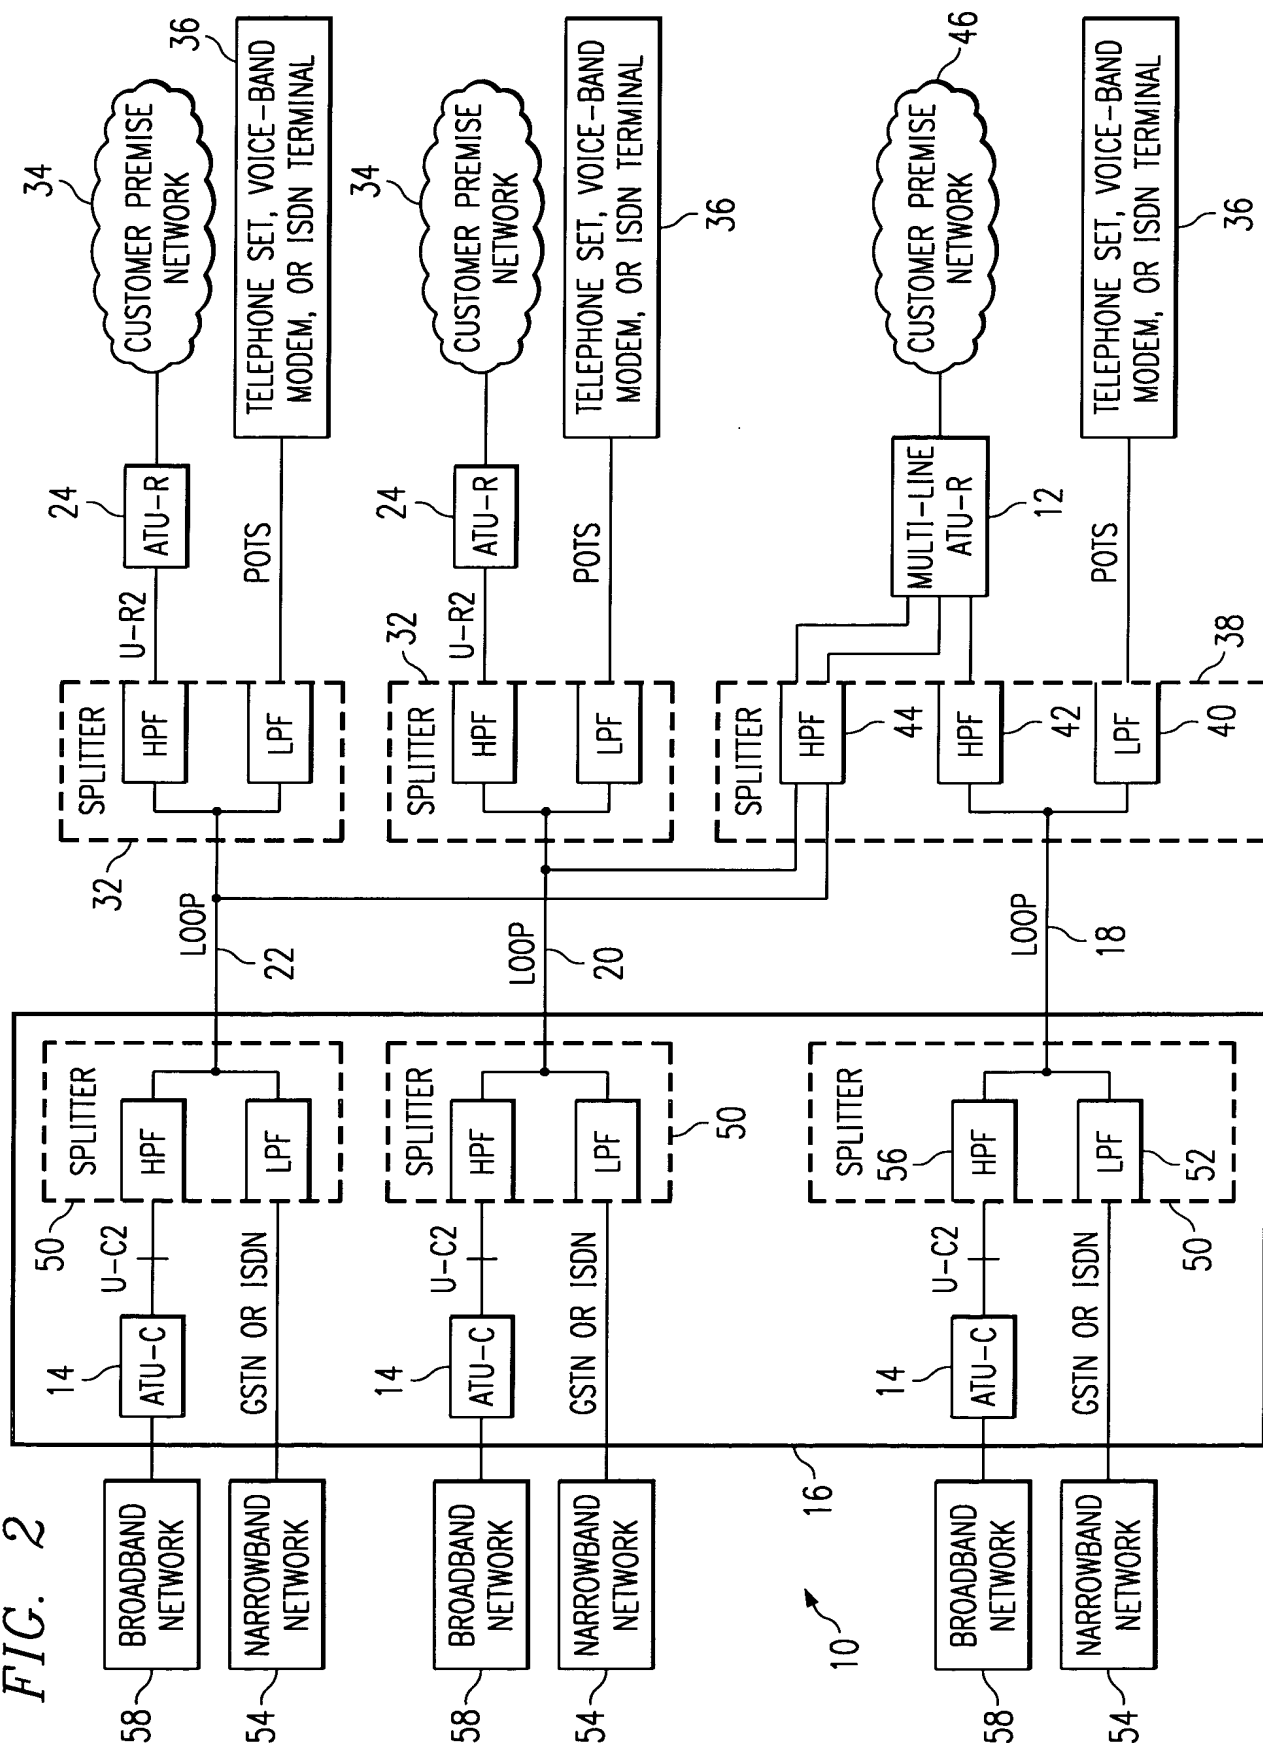 FIG. 2
58
BROADBAND
NETWORK
14
ATU-C
U-C2
50
SPLITTER
HPF
LPF
54
NARROWBAND
NETWORK
GSTN OR ISDN
LOOP
22
32
SPLITTER
HPF
LPF
U-R2
24
ATU-R
34
CUSTOMER PREMISE
NETWORK
POTS
36
TELEPHONE SET, VOICE-BAND
MODEM, OR ISDN TERMINAL
58
BROADBAND
NETWORK
14
ATU-C
U-C2
SPLITTER
HPF
LPF
50
54
NARROWBAND
NETWORK
GSTN OR ISDN
LOOP
20
32
SPLITTER
HPF
LPF
U-R2
24
ATU-R
34
CUSTOMER PREMISE
NETWORK
POTS
TELEPHONE SET, VOICE-BAND
MODEM, OR ISDN TERMINAL
36
10
16
58
BROADBAND
NETWORK
14
ATU-C
U-C2
SPLITTER
56
HPF
LPF
52
50
54
NARROWBAND
NETWORK
GSTN OR ISDN
LOOP
18
SPLITTER
HPF
44
HPF
42
LPF
40
38
MULTI-LINE
ATU-R
12
CUSTOMER PREMISE
NETWORK
46
POTS
TELEPHONE SET, VOICE-BAND
MODEM, OR ISDN TERMINAL
36